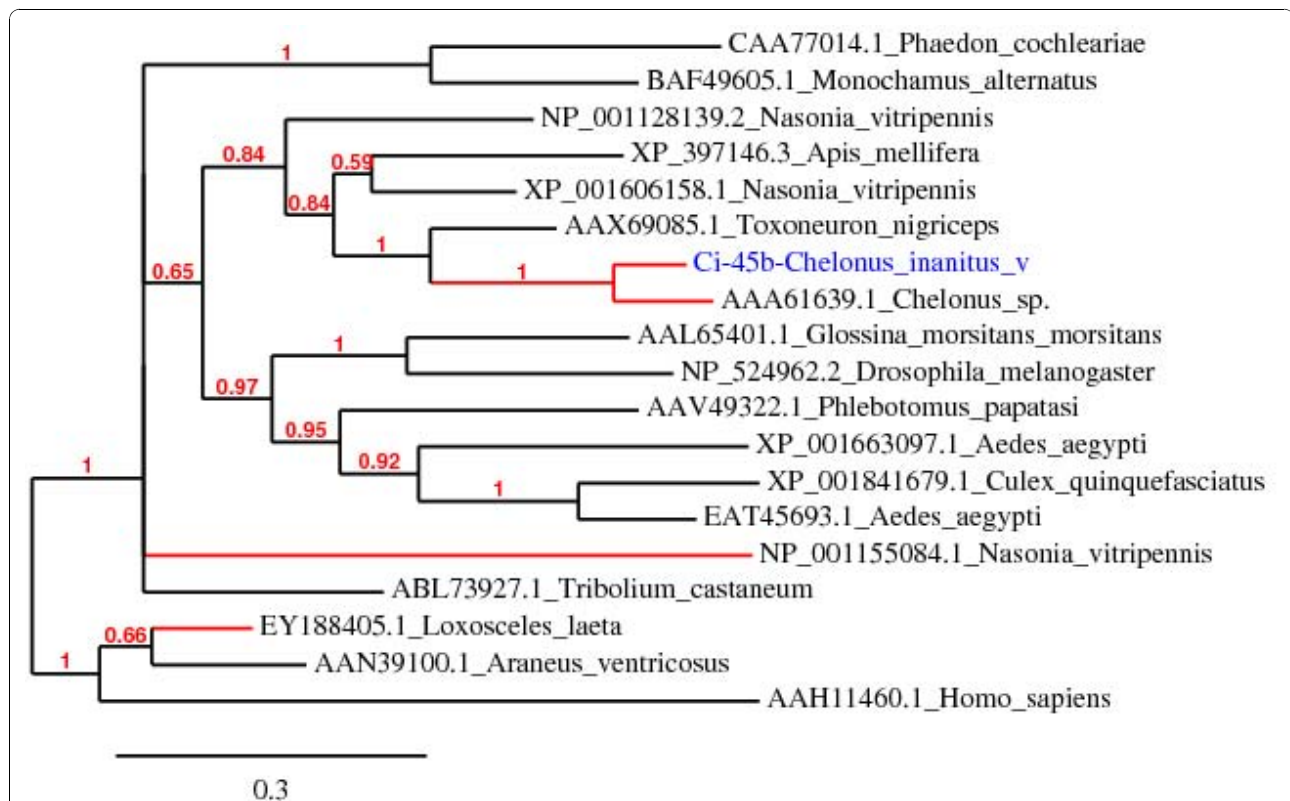 1
CAA77014.1_Phaedon_cochleariae
BAF49605.1_Monochamus_alternatus
NP_001128139.2_Nasonia_vitripennis
0.84
0.59
XP_397146.3_Apis_mellifera
XP_001606158.1_Nasonia_vitripennis
0.84
AAX69085.1_Toxoneuron_nigriceps
1
0.65
1
Ci-45b-Chelonus_inanitus_v
AAA61639.1_Chelonus_sp.
AAL65401.1_Glossina_morsitans_morsitans
1
NP_524962.2_Drosophila_melanogaster
0.97
AAV49322.1_Phlebotomus_papatasi
0.95
XP_001663097.1_Aedes_aegypti
0.92
1
1
XP_001841679.1_Culex_quinquefasciatus
EAT45693.1_Aedes_aegypti
NP_001155084.1_Nasonia_vitripennis
ABL73927.1_Tribolium_castaneum
0.66
EY188405.1_Loxosceles_laeta
1
AAN39100.1_Araneus_ventricosus
AAH11460.1_Homo_sapiens
0.3